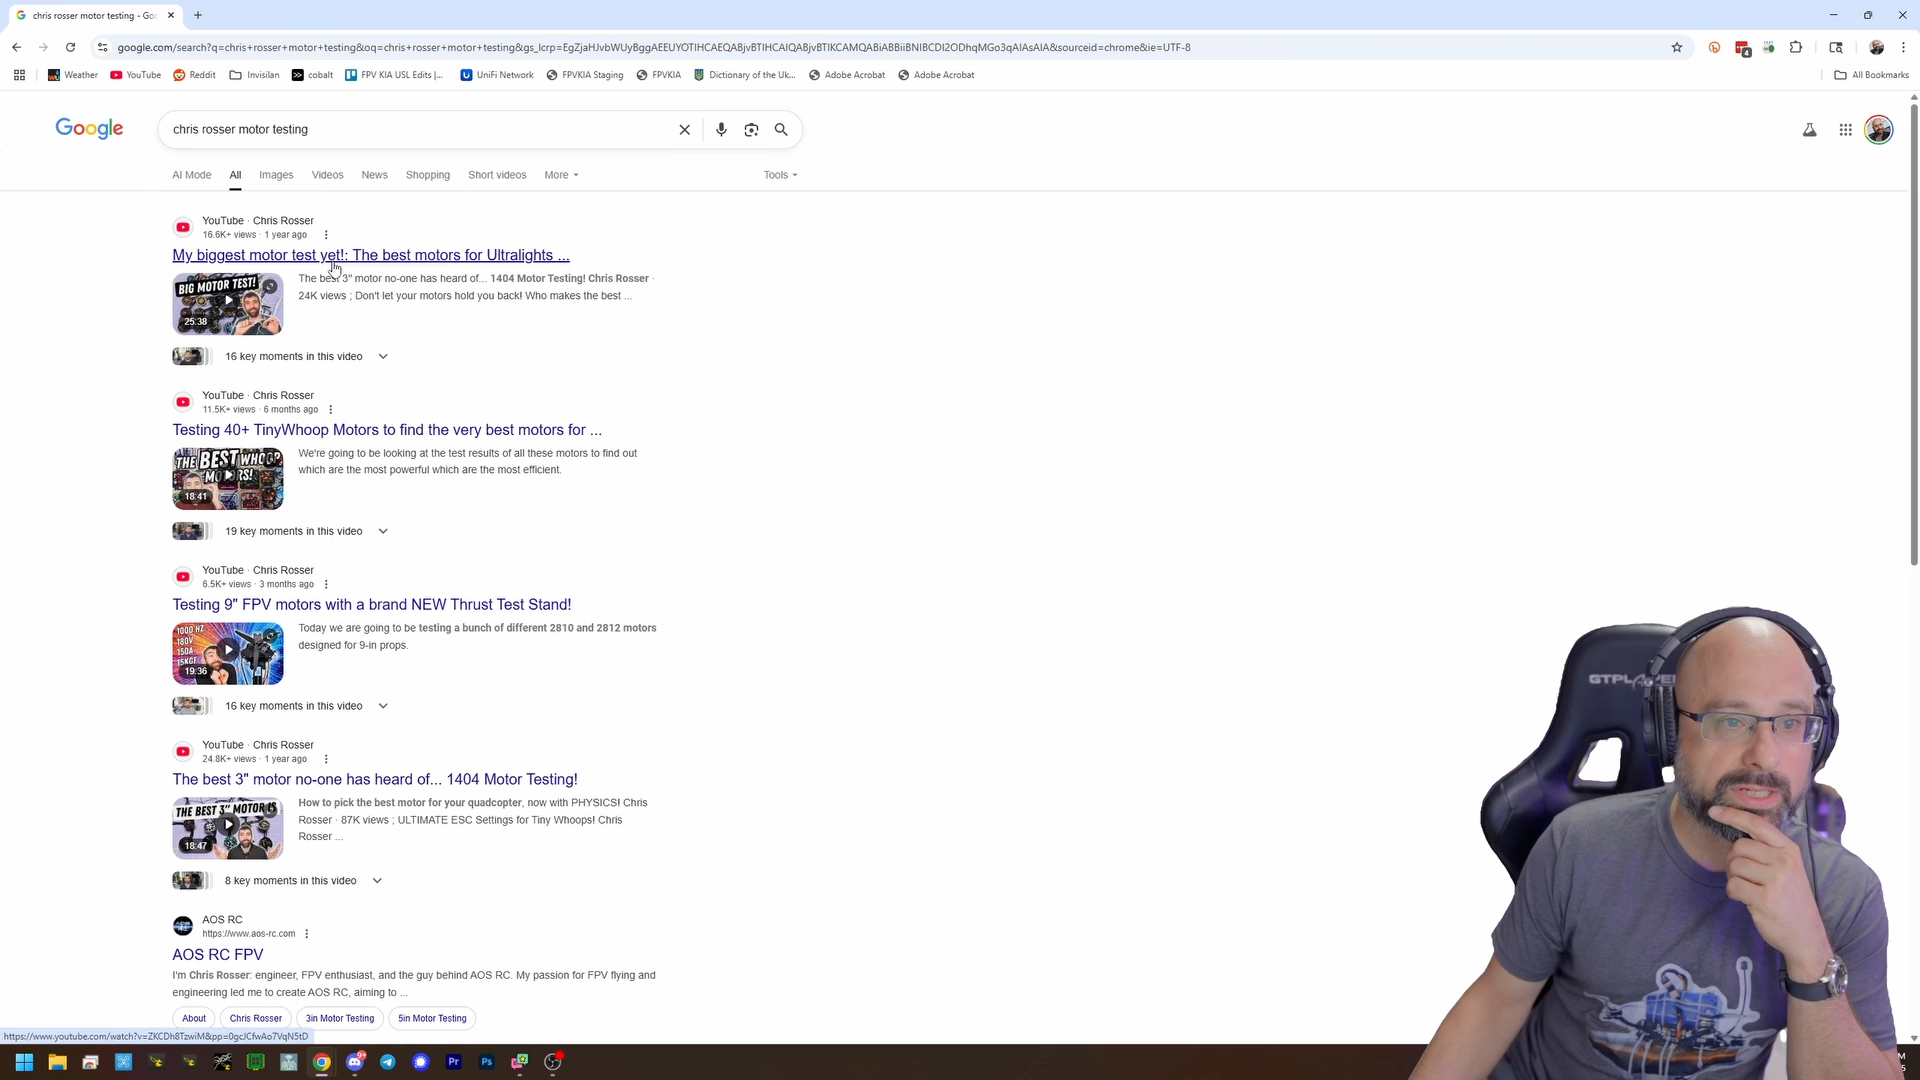 chris rosser motor testing - Goo
google.com/search?q=chris+rosser+motor+testing&oq=chris+rosser+motor+testing&gs_lcrp=EgZjaHJvbWUyBggAEEUYOTIHCAEQABjvBTIHCAIQABjvBTIKCAMQABiABBiiBNIBCDI2ODhqMGo3qAIAsAIA&sourceid=chrome&ie=UTF-8
Weather YouTube Reddit Invisilan cobalt FPV KIA USL Edits |... UniFi Network FPVKIA Staging FPVKIA Dictionary of the Uk... Adobe Acrobat Adobe Acrobat All Bookmarks
Google chris rosser motor testing
AI Mode All Images Videos News Shopping Short videos More Tools
YouTube · Chris Rosser
16.6K+ views · 1 year ago
My biggest motor test yet!: The best motors for Ultralights ...
The best 3" motor no-one has heard of... 1404 Motor Testing! Chris Rosser ·
24K views ; Don't let your motors hold you back! Who makes the best ...
BIG MOTOR TEST!
25:38
16 key moments in this video
YouTube · Chris Rosser
11.5K+ views · 6 months ago
Testing 40+ TinyWhoop Motors to find the very best motors for ...
We're going to be looking at the test results of all these motors to find out
which are the most powerful which are the most efficient.
THE BEST WHOOP
MOTORS!
18:41
19 key moments in this video
YouTube · Chris Rosser
6.5K+ views · 3 months ago
Testing 9" FPV motors with a brand NEW Thrust Test Stand!
Today we are going to be testing a bunch of different 2810 and 2812 motors
designed for 9-in props.
1000 HZ
180V
150A
15KGF
19:36
16 key moments in this video
YouTube · Chris Rosser
24.8K+ views · 1 year ago
The best 3" motor no-one has heard of... 1404 Motor Testing!
How to pick the best motor for your quadcopter, now with PHYSICS! Chris
Rosser · 87K views ; ULTIMATE ESC Settings for Tiny Whoops! Chris
Rosser ...
THE BEST 3" MOTOR IS
18:47
8 key moments in this video
AOS RC
https://www.aos-rc.com
AOS RC FPV
I'm Chris Rosser: engineer, FPV enthusiast, and the guy behind AOS RC. My passion for FPV flying and
engineering led me to create AOS RC, aiming to ...
About Chris Rosser 3in Motor Testing 5in Motor Testing
GTPLAYER